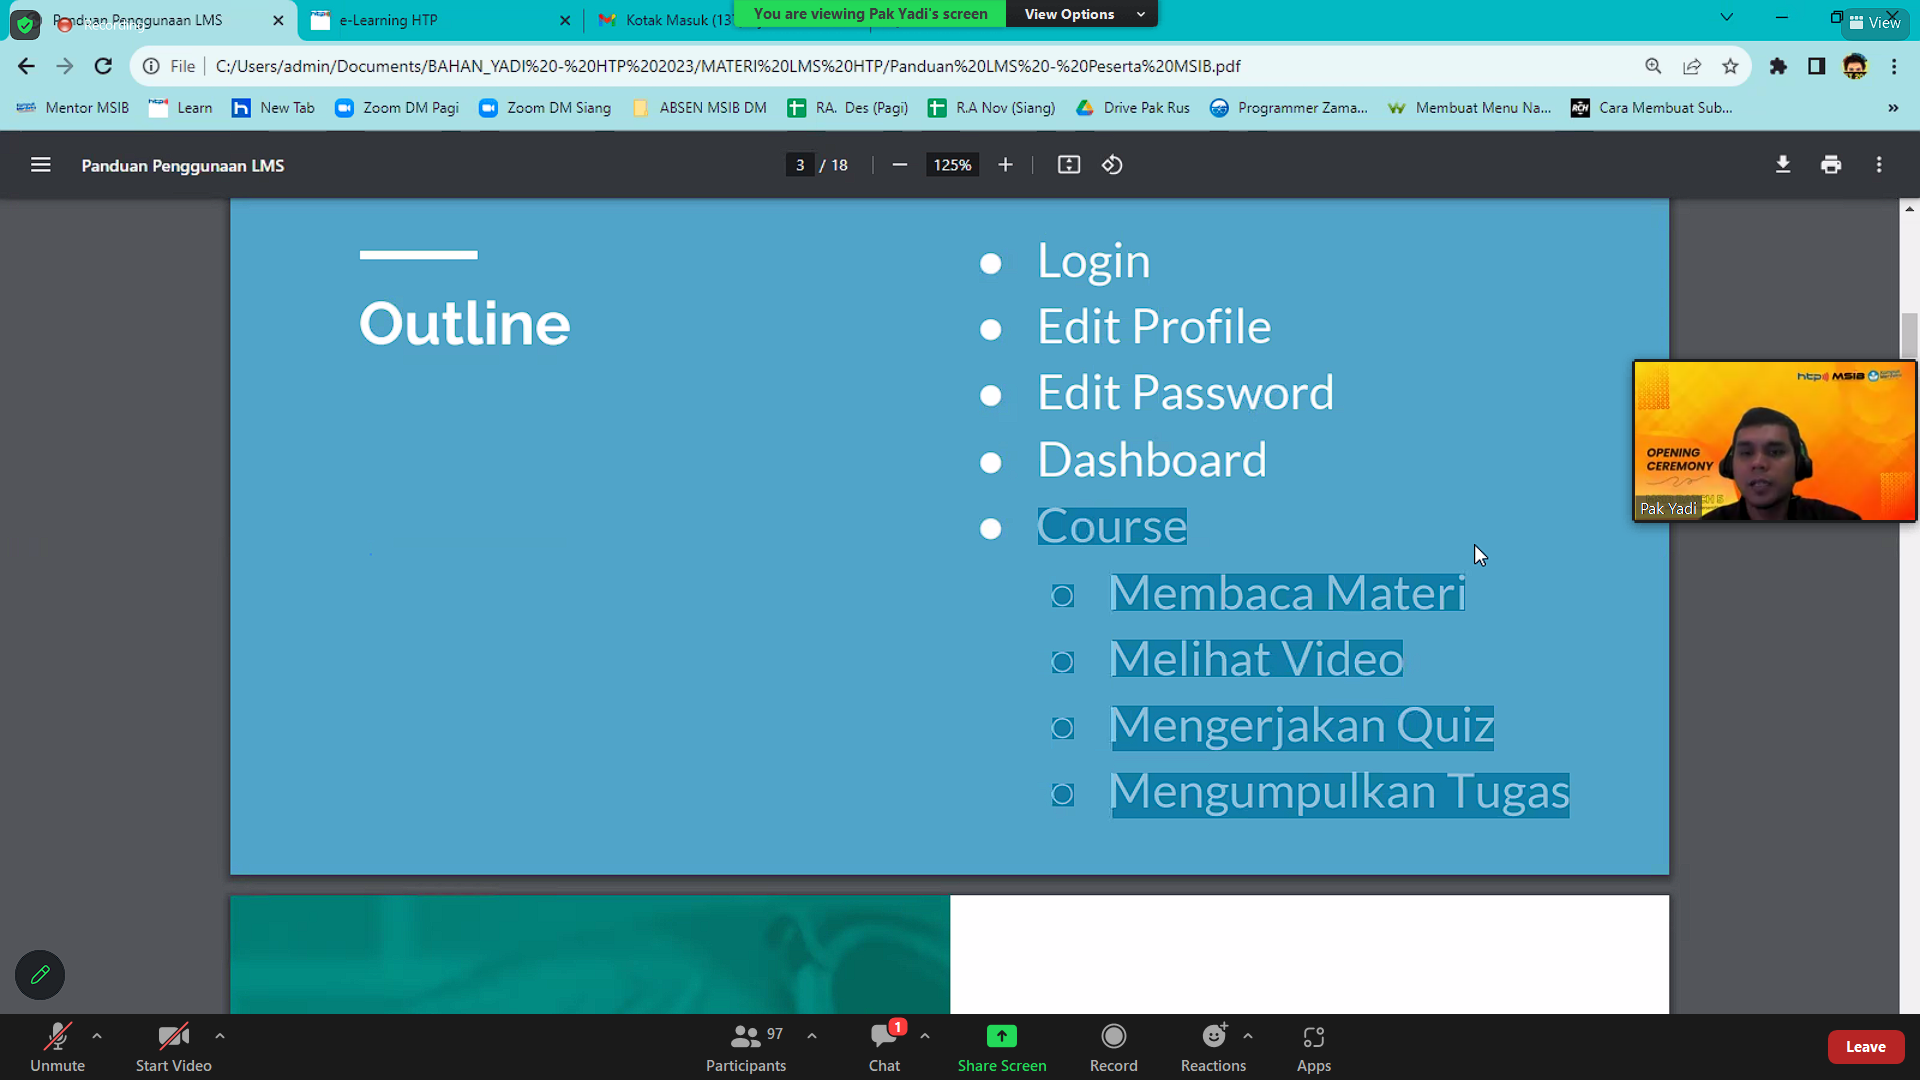 Panduan Penggunaan LMS
e-Learning HTP
Kotak Masuk (137
You are viewing Pak Yadi's screen
View Options
View
Recording
File
C:/Users/admin/Documents/BAHAN_YADI%20-%20HTP%202023/MATERI%20LMS%20HTP/Panduan%20LMS%20-%20Peserta%20MSIB.pdf
Mentor MSIB
Learn
New Tab
Zoom DM Pagi
Zoom DM Siang
ABSEN MSIB DM
RA. Des (Pagi)
R.A Nov (Siang)
Drive Pak Rus
Programmer Zama...
Membuat Menu Na...
Cara Membuat Sub...
Panduan Penggunaan LMS
3 / 18
125%
Outline
Login
Edit Profile
Edit Password
Dashboard
Course
Membaca Materi
Melihat Video
Mengerjakan Quiz
Mengumpulkan Tugas
htp MSIB
OPENING
CEREMONY
Pak Yadi
Unmute
Start Video
97
Participants
1
Chat
Share Screen
Record
Reactions
Apps
Leave